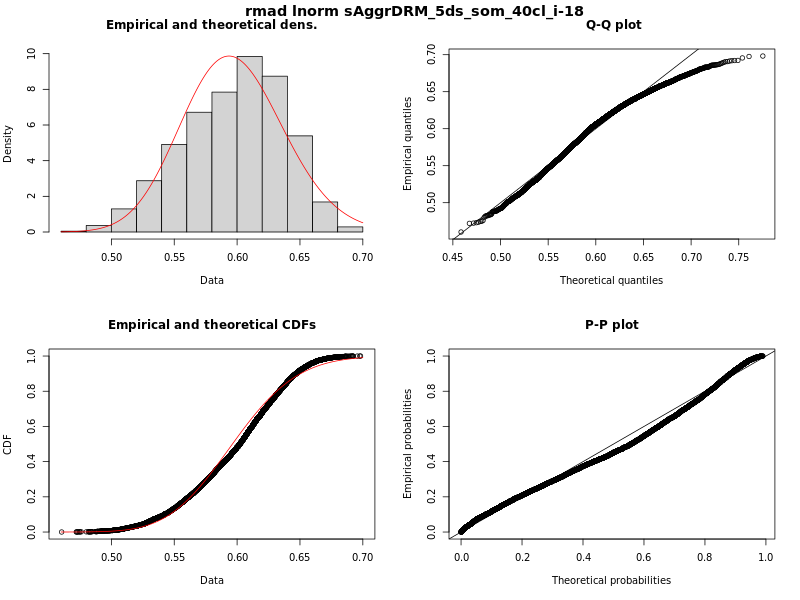 rmad lnorm sAggrDRM_5ds_som_40cl_i-18
Empirical and theoretical dens.
Density
0 2 4 6 8 10
0.50 0.55 0.60 0.65 0.70
Data
Q-Q plot
Empirical quantiles
0.50 0.55 0.60 0.65 0.70
0.45 0.50 0.55 0.60 0.65 0.70 0.75
Theoretical quantiles
Empirical and theoretical CDFs
CDF
0.0 0.2 0.4 0.6 0.8 1.0
0.50 0.55 0.60 0.65 0.70
Data
P-P plot
Empirical probabilities
0.0 0.2 0.4 0.6 0.8 1.0
0.0 0.2 0.4 0.6 0.8 1.0
Theoretical probabilities